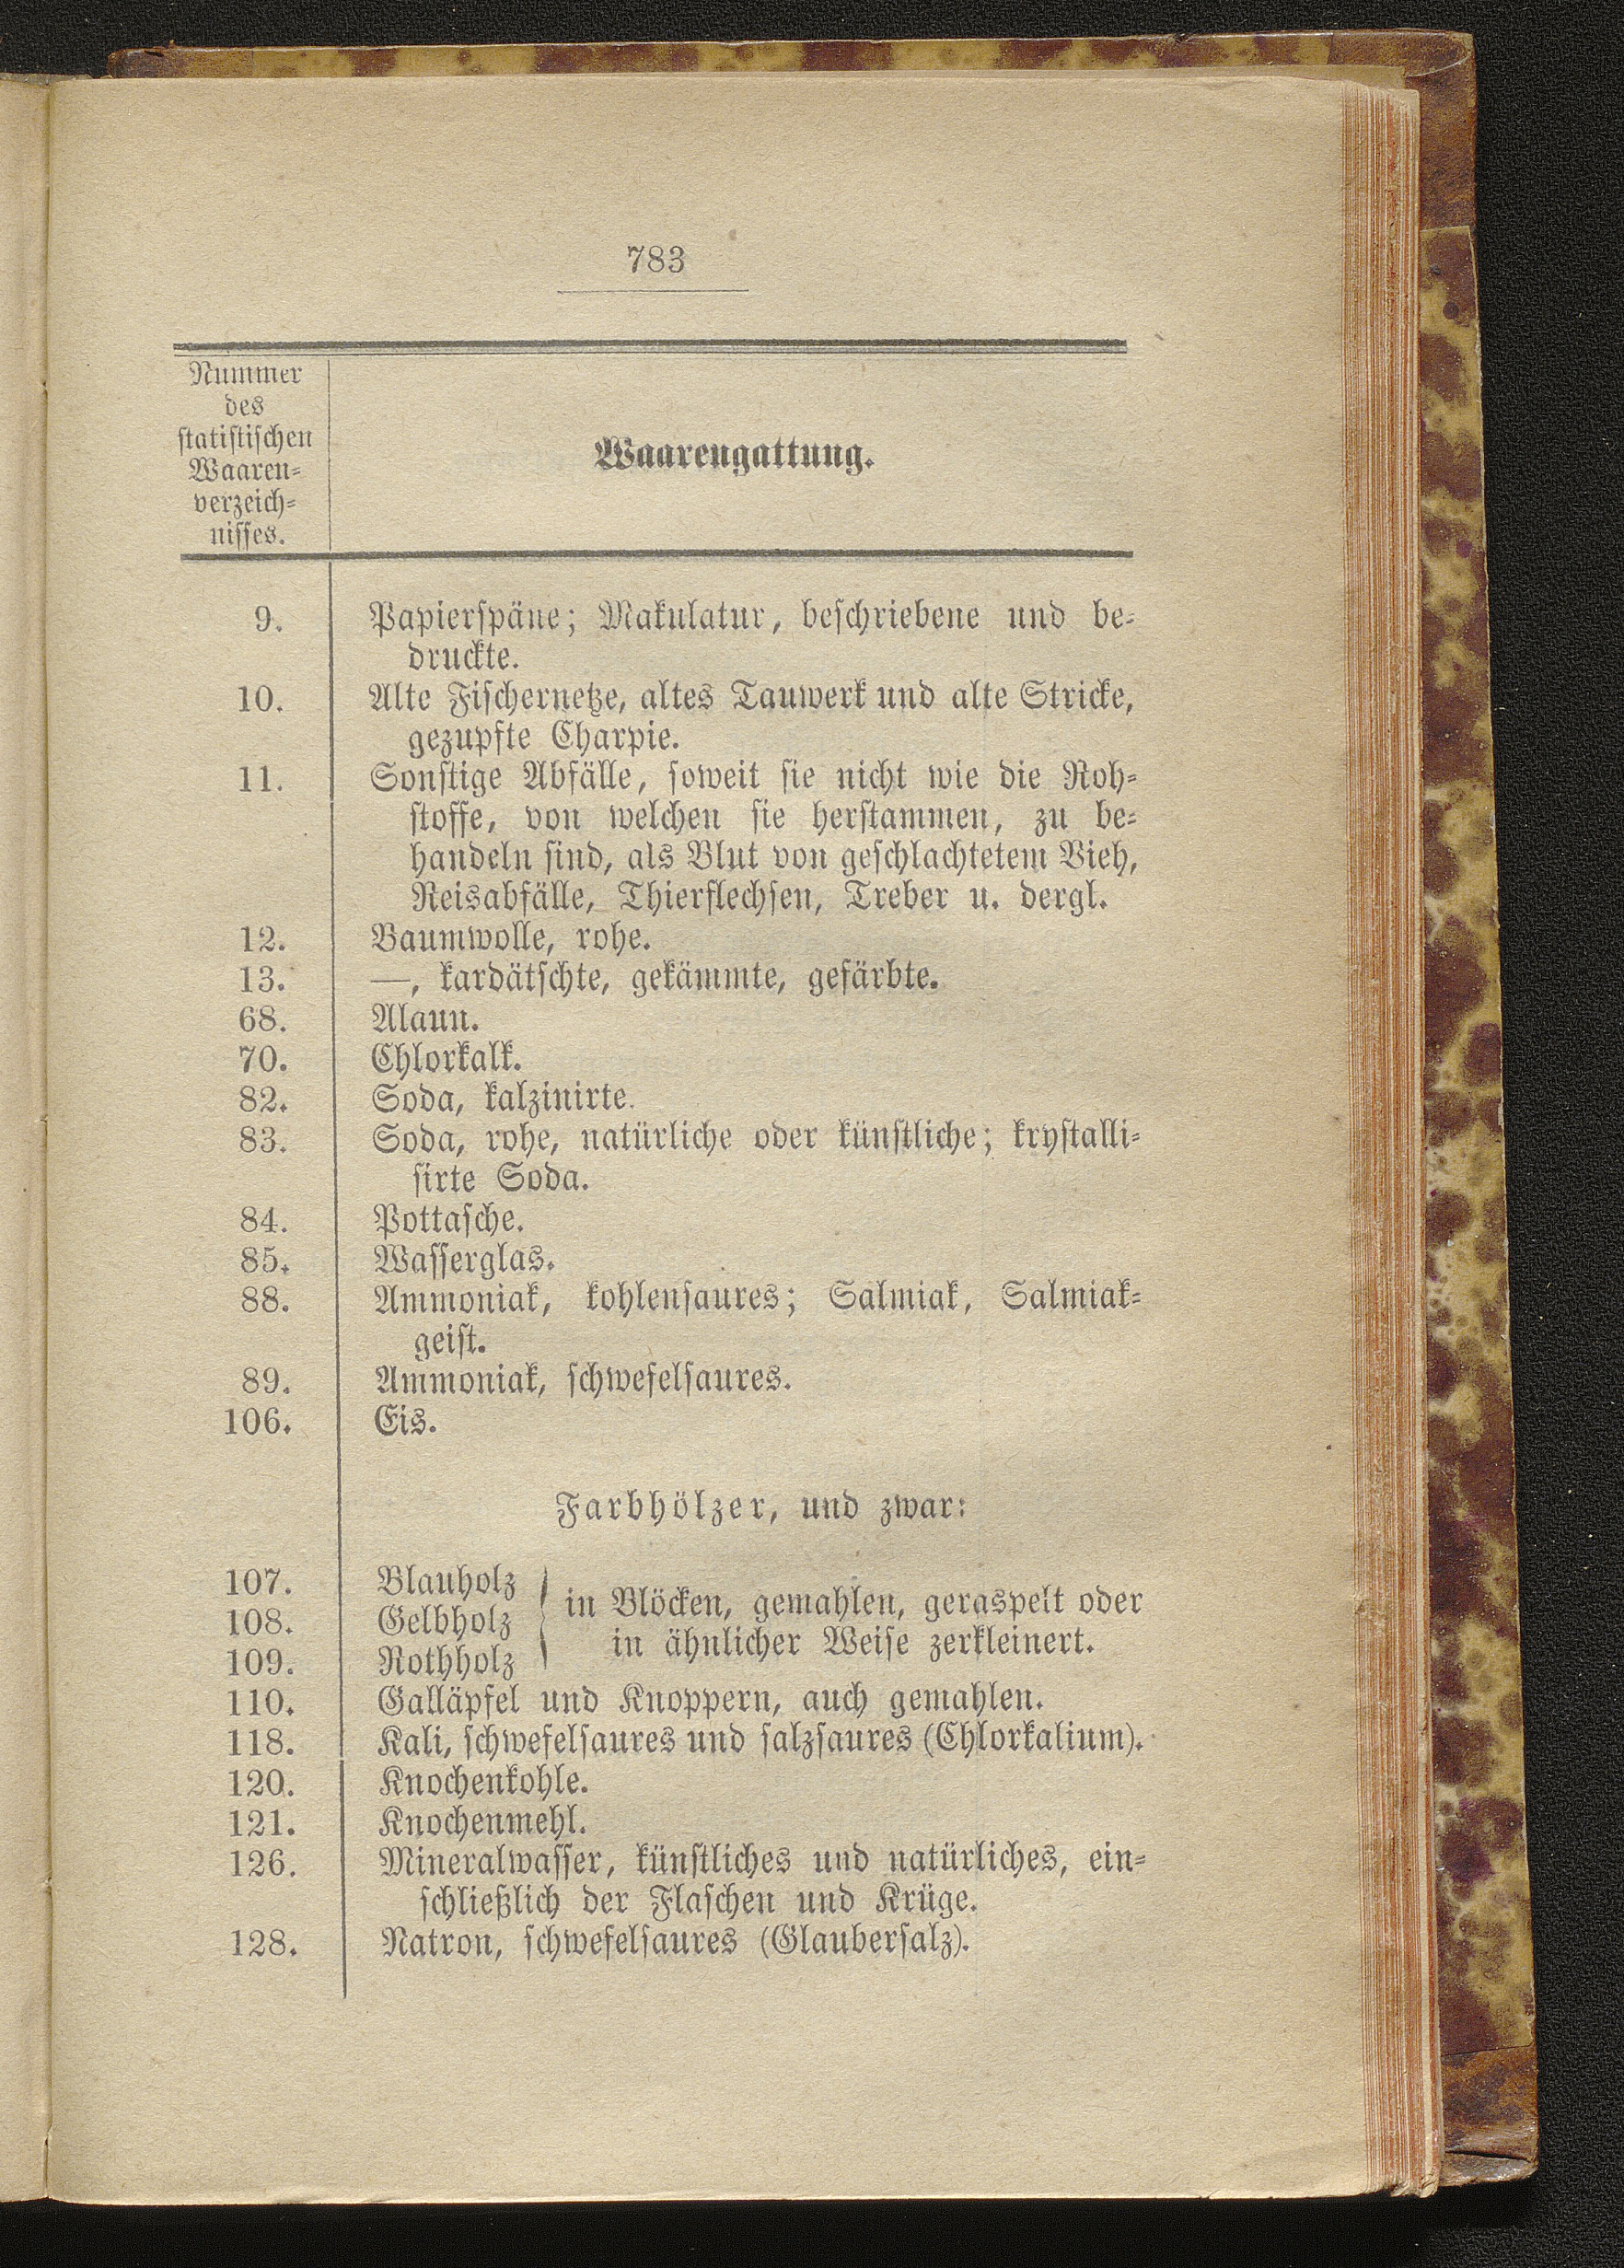 783
Nummer
des
statistischen
Waaren-
verzeich-
nisses.
Waarengattung.
9. Papierspäne; Makulatur, beschriebene und be-
druckte.
10. Alte Fischernetze, altes Tauwerk und alte Stricke,
gezupfte Charpie.
11. Sonstige Abfälle, soweit sie nicht wie die Roh-
stoffe, von welchen sie herstammen, zu be-
handeln sind, als Blut von geschlachtetem Vieh,
Reisabfälle, Thierflechsen, Treber u. dergl.
12. Baumwolle, rohe.
13. —, kardätschte, gekämmte, gefärbte.
68. Alaun.
70. Chlorkalk.
82. Soda, kalzinirte.
83. Soda, rohe, natürliche oder künstliche; krystalli-
sirte Soda.
84. Pottasche.
85. Wasserglas.
88. Ammoniak, kohlensaures; Salmiak, Salmiak-
geist.
89. Ammoniak, schwefelsaures.
106. Eis.
Farbhölzer, und zwar:
107. Blauholz
108. Gelbholz
109. Rothholz
in Blöcken, gemahlen, geraspelt oder
in ähnlicher Weise zerkleinert.
110. Galläpfel und Knoppern, auch gemahlen.
118. Kali, schwefelsaures und salzsaures (Chlorkalium).
120. Knochenkohle.
121. Knochenmehl.
126. Mineralwasser, künstliches und natürliches, ein-
schließlich der Flaschen und Krüge.
128. Natron, schwefelsaures (Glaubersalz).